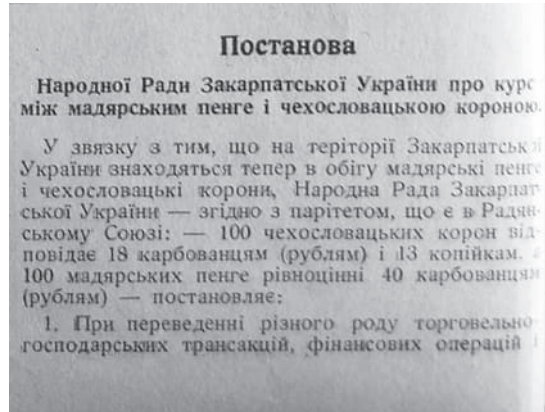 Постанова
Народної Ради Закарпатської України про курс
між мадярським пенге і чехословацькою короною.
У звязку з тим, що на теріторії Закарпатськ
України знаходяться тепер в обігу мадярські пенге
і чехословацькі корони, Народна Рада Закарпат-
ської України — згідно з парітетом, що є в Радян-
ському Союзі: — 100 чехословацьких корон від-
повідає 18 карбованцям (рублям) і 13 копійкам, а
100 мадярських пенге рівноцінні 40 карбованцям
(рублям) — постановляє:
1. При переведенні різного роду торговельно-
господарських трансакцій, фінансових операцій і